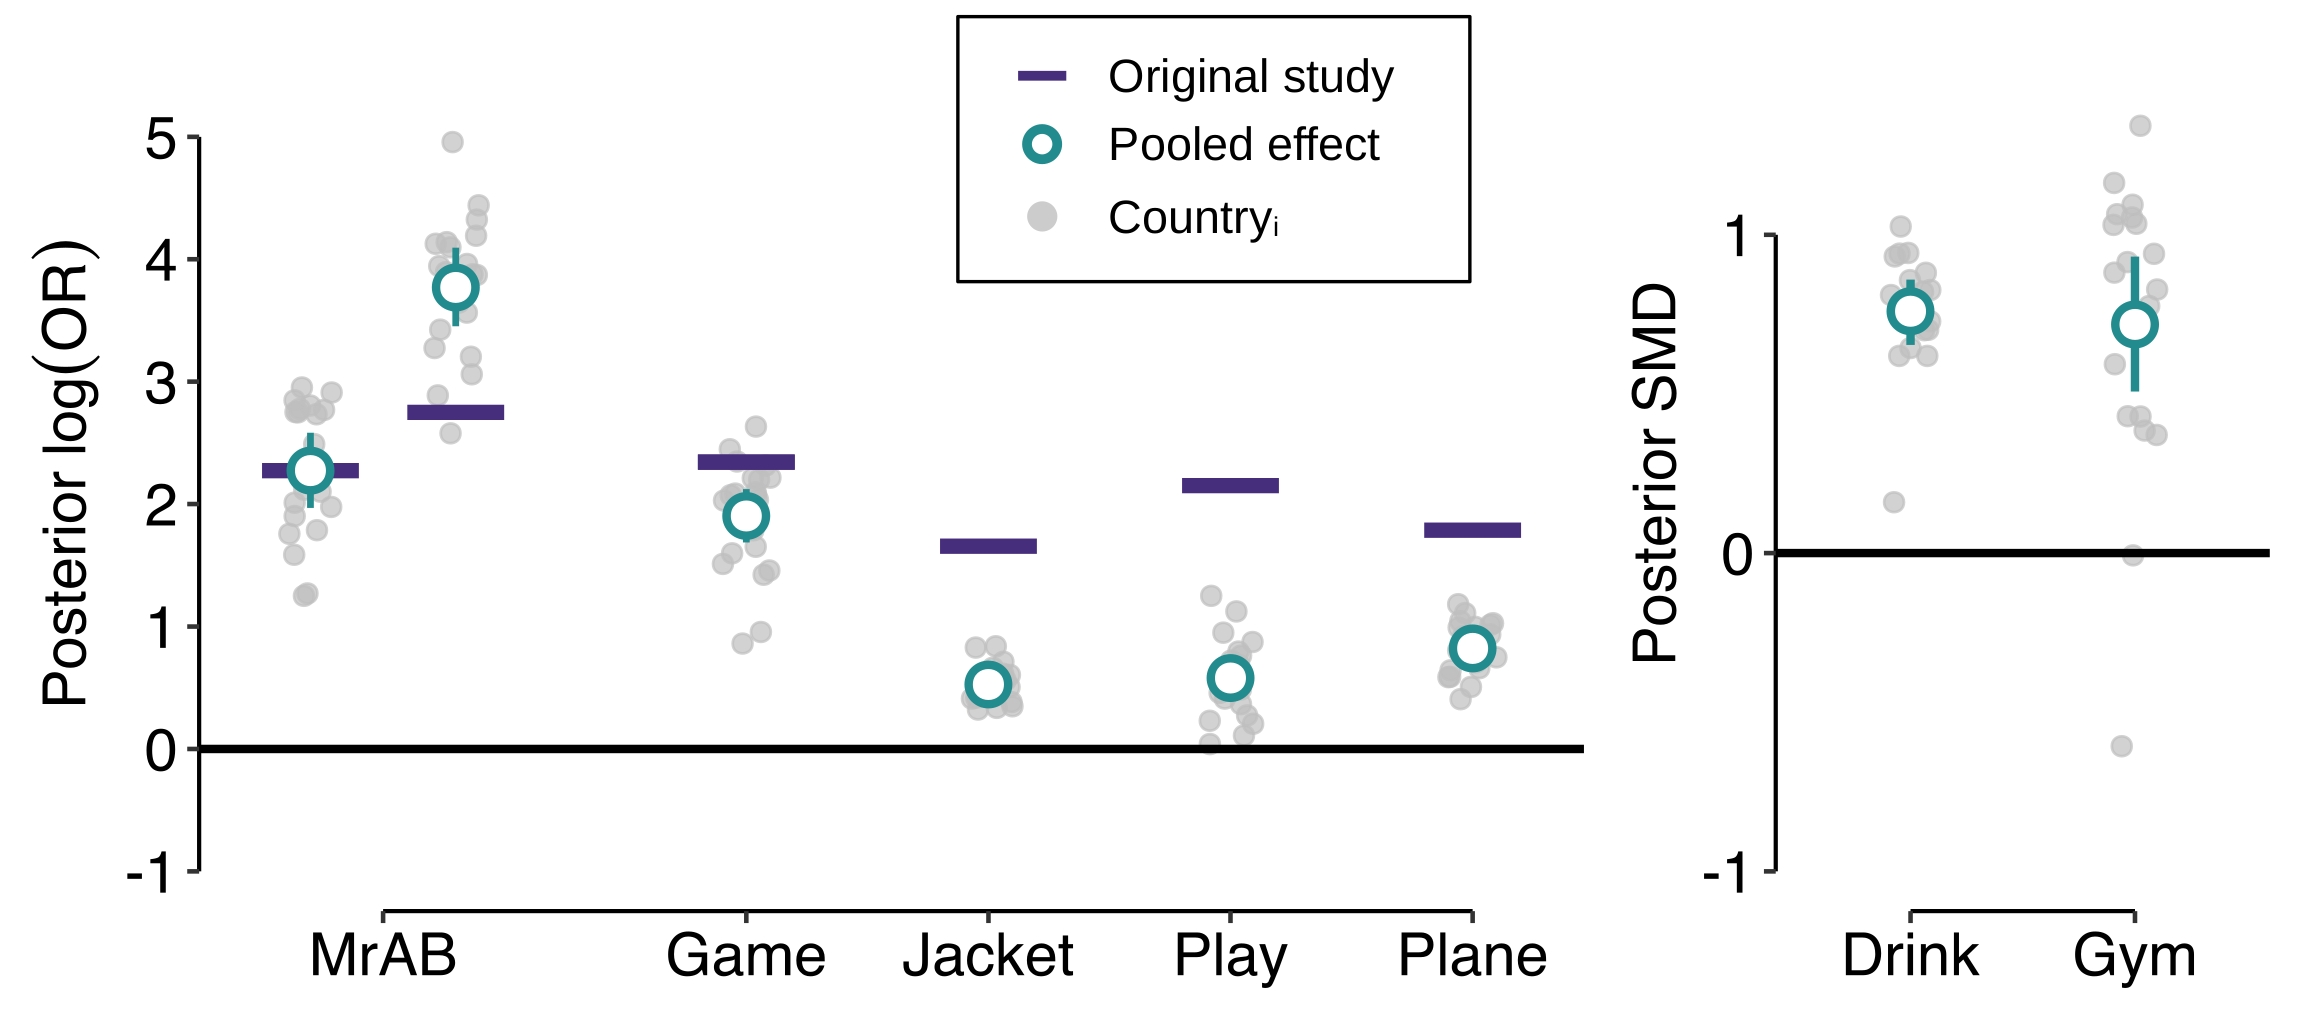 Original study
Pooled effect
Countryi
Posterior log(OR)
5
4
3
2
1
0
-1
MrAB Game Jacket Play Plane
Posterior SMD
1
0
-1
Drink Gym